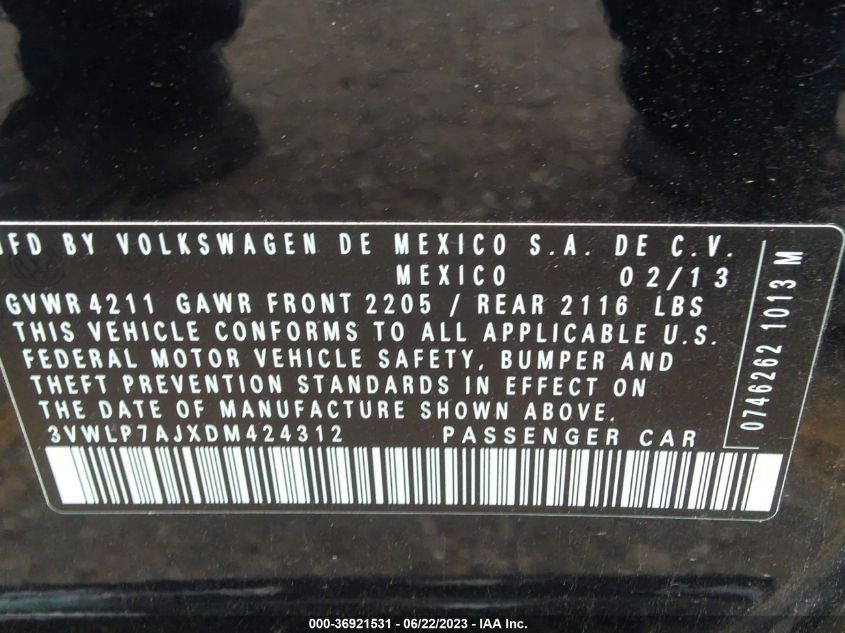 MFD BY VOLKSWAGEN DE MEXICO S.A. DE C.V.
MEXICO 02/13
GVWR 4211 GAWR FRONT 2205 / REAR 2116 LBS
THIS VEHICLE CONFORMS TO ALL APPLICABLE U.S.
FEDERAL MOTOR VEHICLE SAFETY, BUMPER AND
THEFT PREVENTION STANDARDS IN EFFECT ON
THE DATE OF MANUFACTURE SHOWN ABOVE.
3VWLP7AJXDM424312 PASSENGER CAR
0746262 1013 M
000-36921531 - 06/22/2023 - IAA Inc.